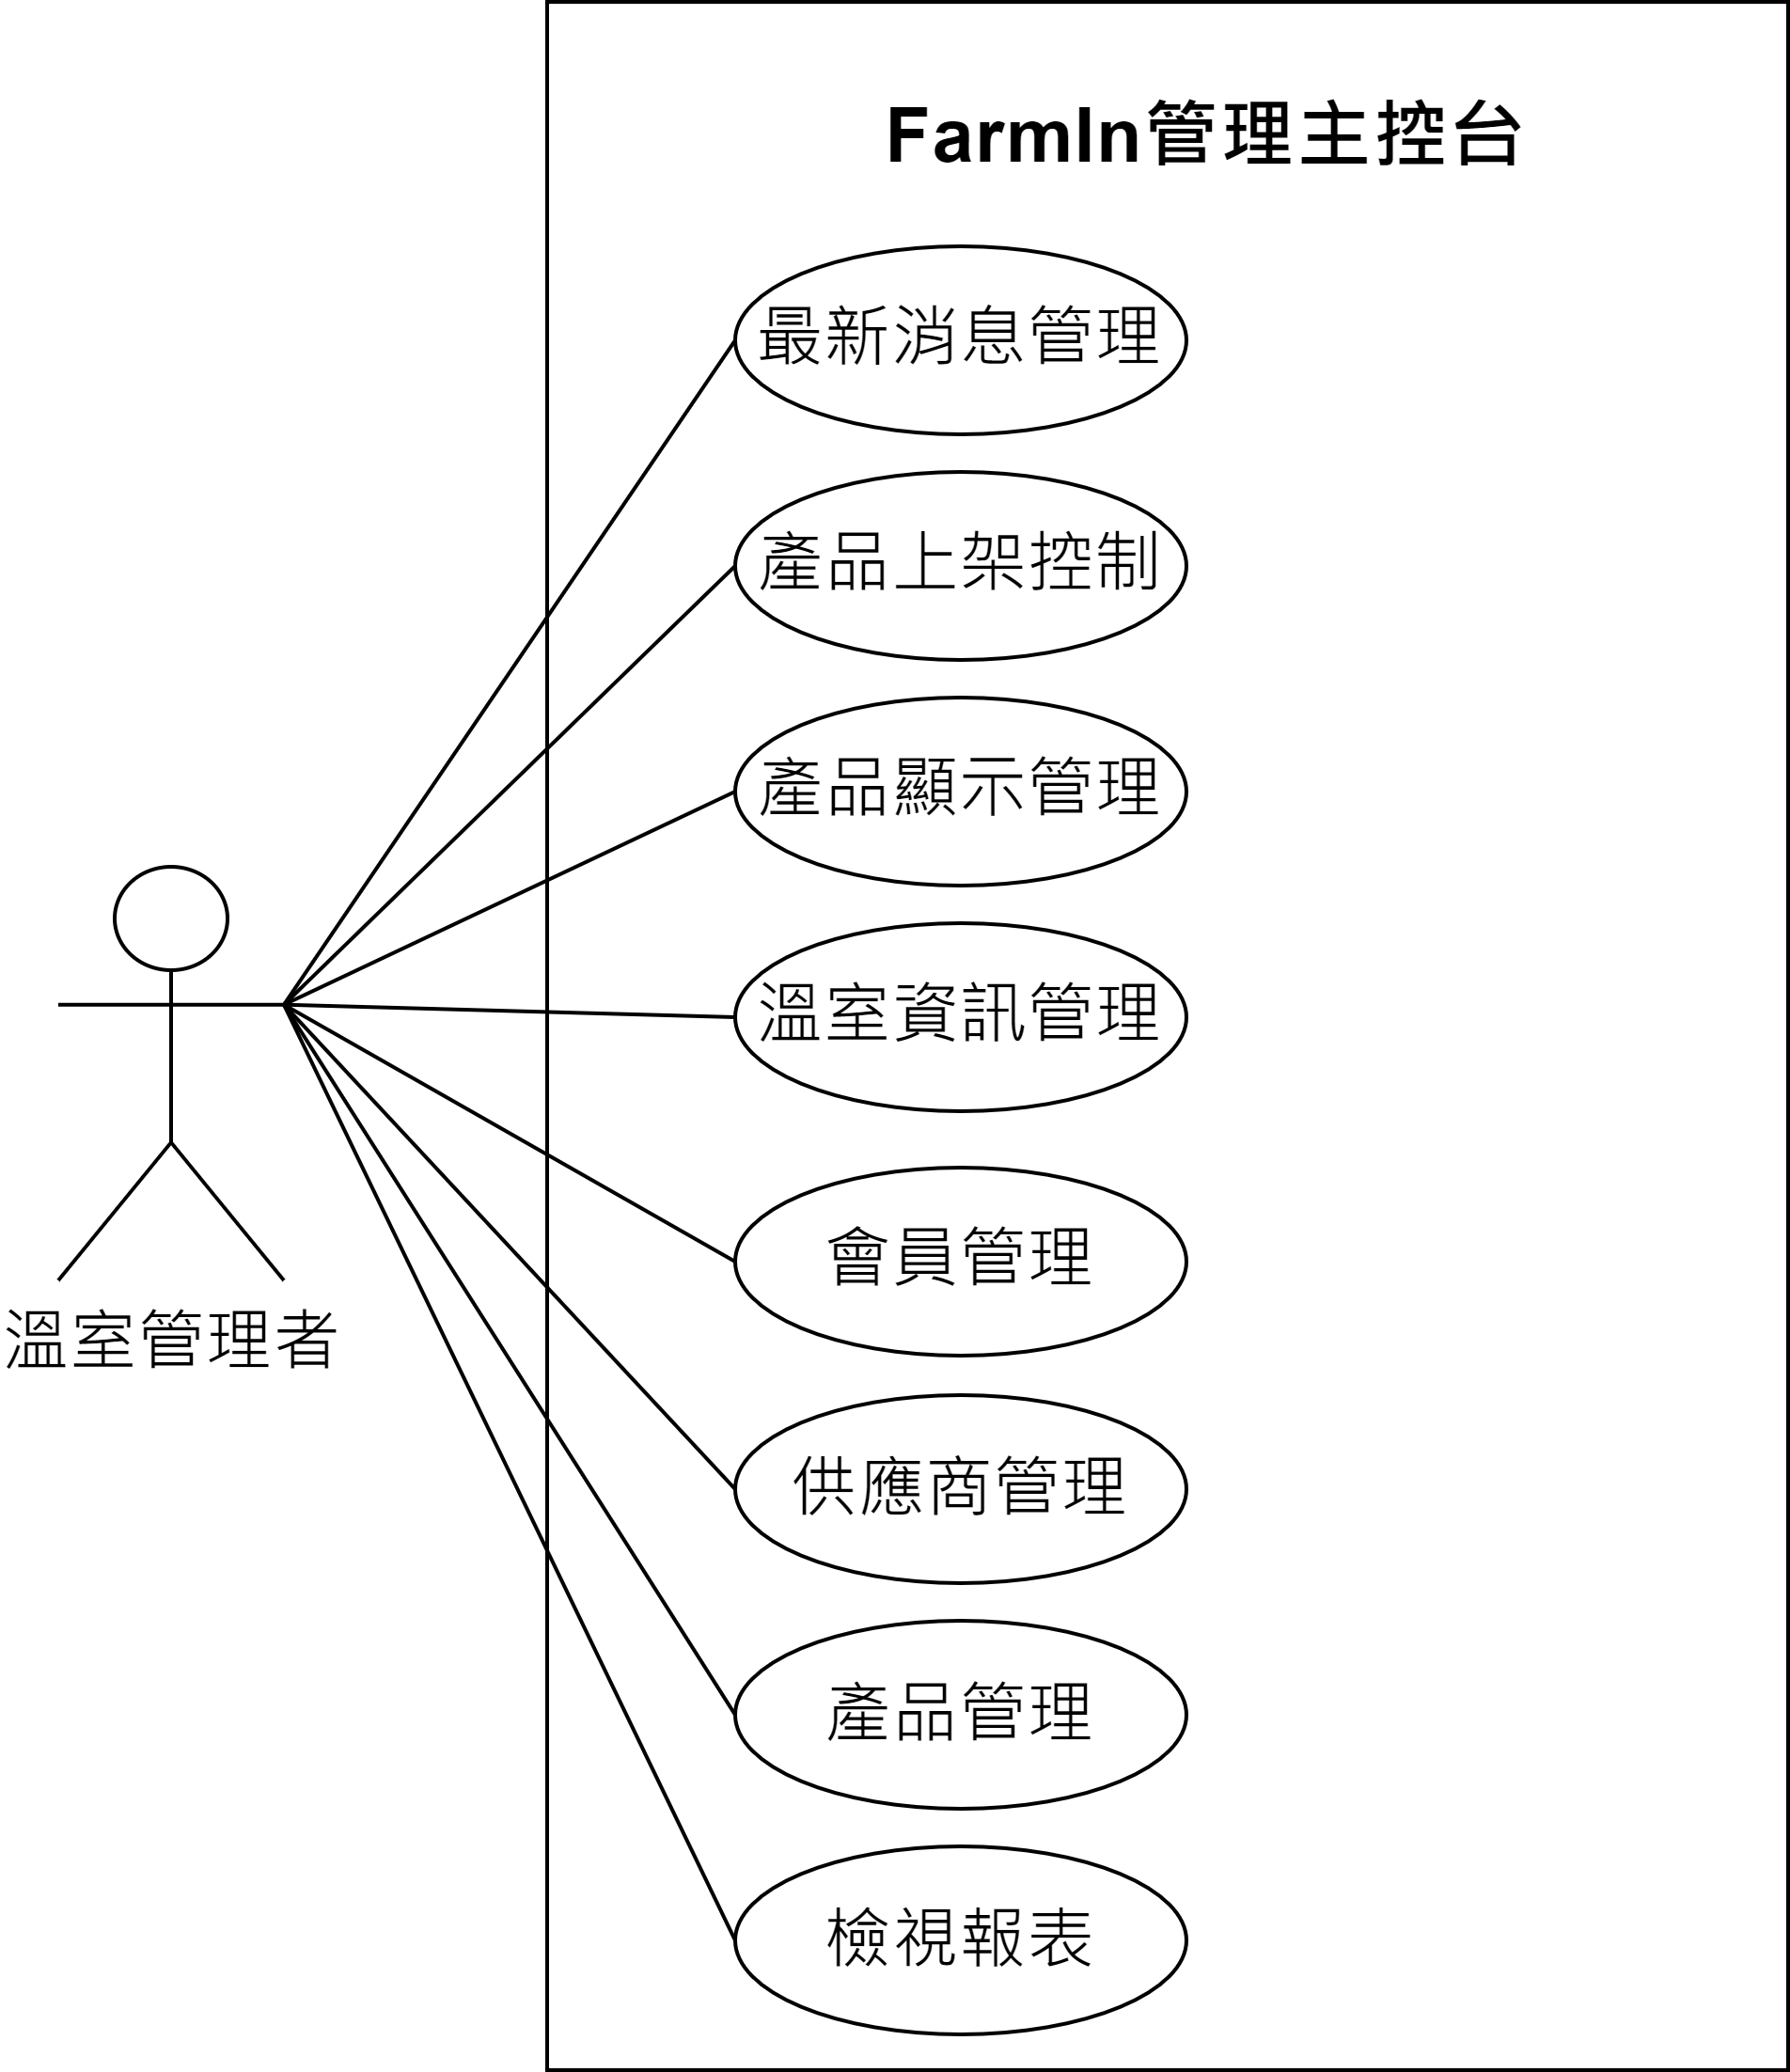 FarmIn管理主控台
最新消息管理
產品上架控制
產品顯示管理
溫室資訊管理
會員管理
溫室管理者
供應商管理
產品管理
檢視報表